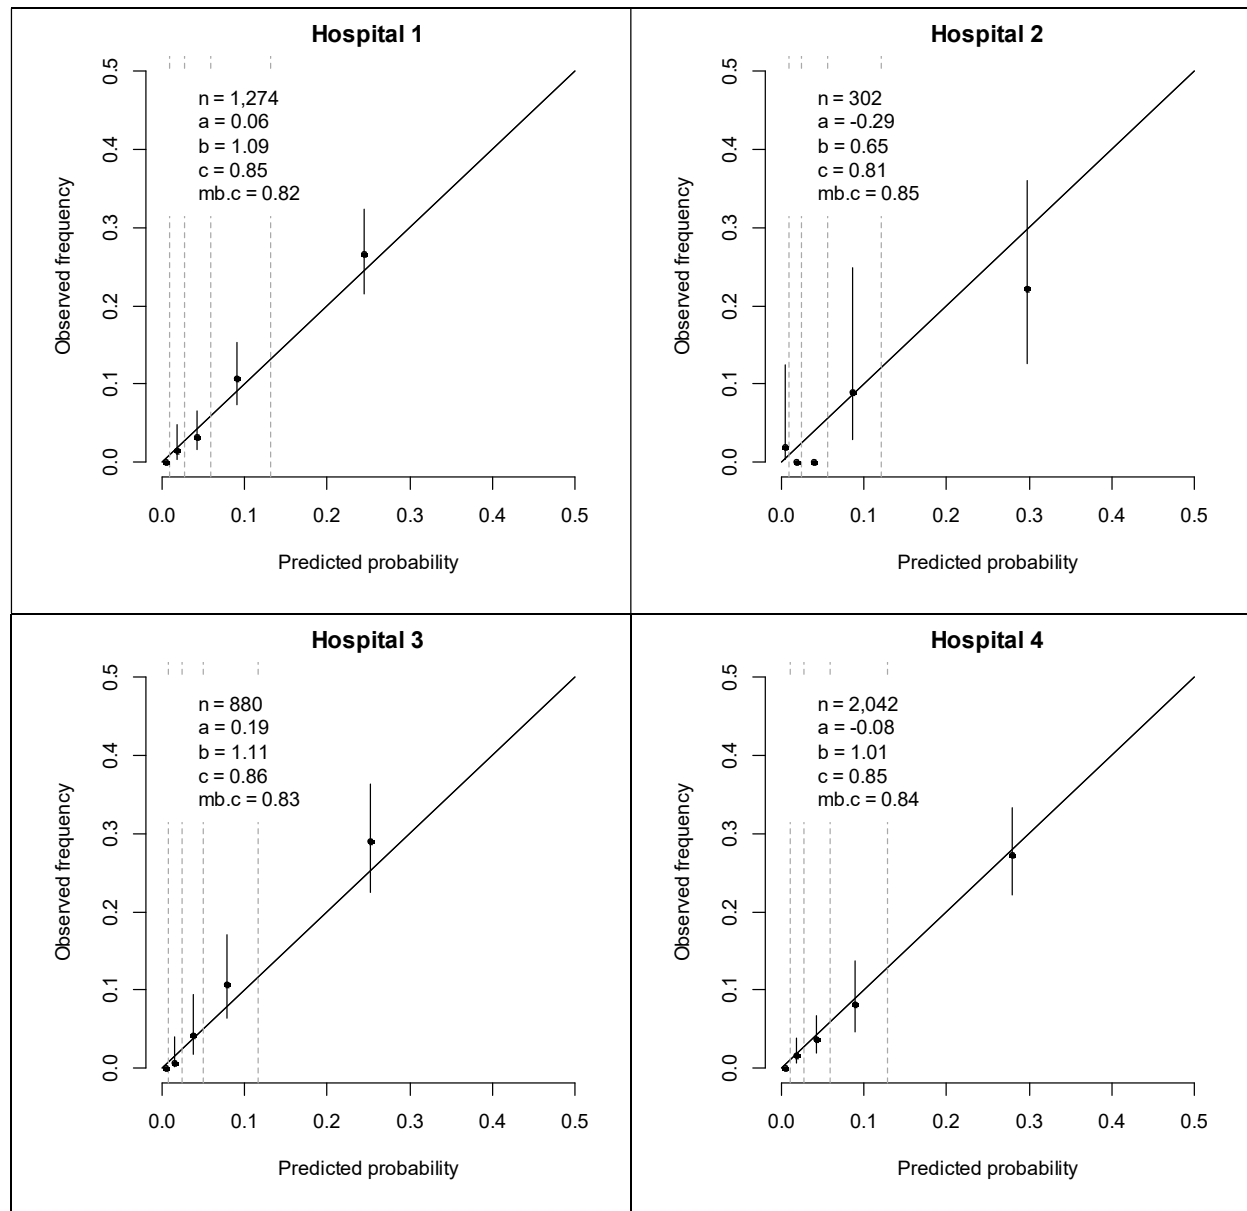 Hospital 1
n = 1,274
a = 0.06
b = 1.09
c = 0.85
mb.c = 0.82
Observed frequency
0.5
0.4
0.3
0.2
0.1
0.0
0.0 0.1 0.2 0.3 0.4 0.5
Predicted probability
Hospital 2
n = 302
a = -0.29
b = 0.65
c = 0.81
mb.c = 0.85
Observed frequency
0.5
0.4
0.3
0.2
0.1
0.0
0.0 0.1 0.2 0.3 0.4 0.5
Predicted probability
Hospital 3
n = 880
a = 0.19
b = 1.11
c = 0.86
mb.c = 0.83
Observed frequency
0.5
0.4
0.3
0.2
0.1
0.0
0.0 0.1 0.2 0.3 0.4 0.5
Predicted probability
Hospital 4
n = 2,042
a = -0.08
b = 1.01
c = 0.85
mb.c = 0.84
Observed frequency
0.5
0.4
0.3
0.2
0.1
0.0
0.0 0.1 0.2 0.3 0.4 0.5
Predicted probability